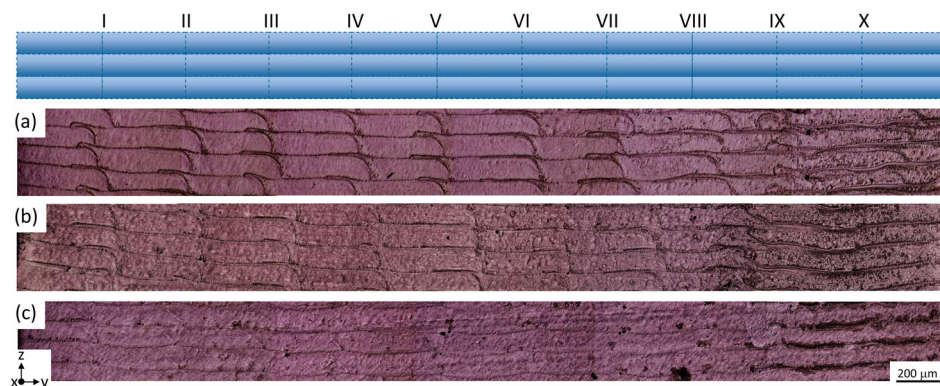 I II III IV V VI VII VIII IX X
(a)
(b)
(c)
z
x y
200 μm